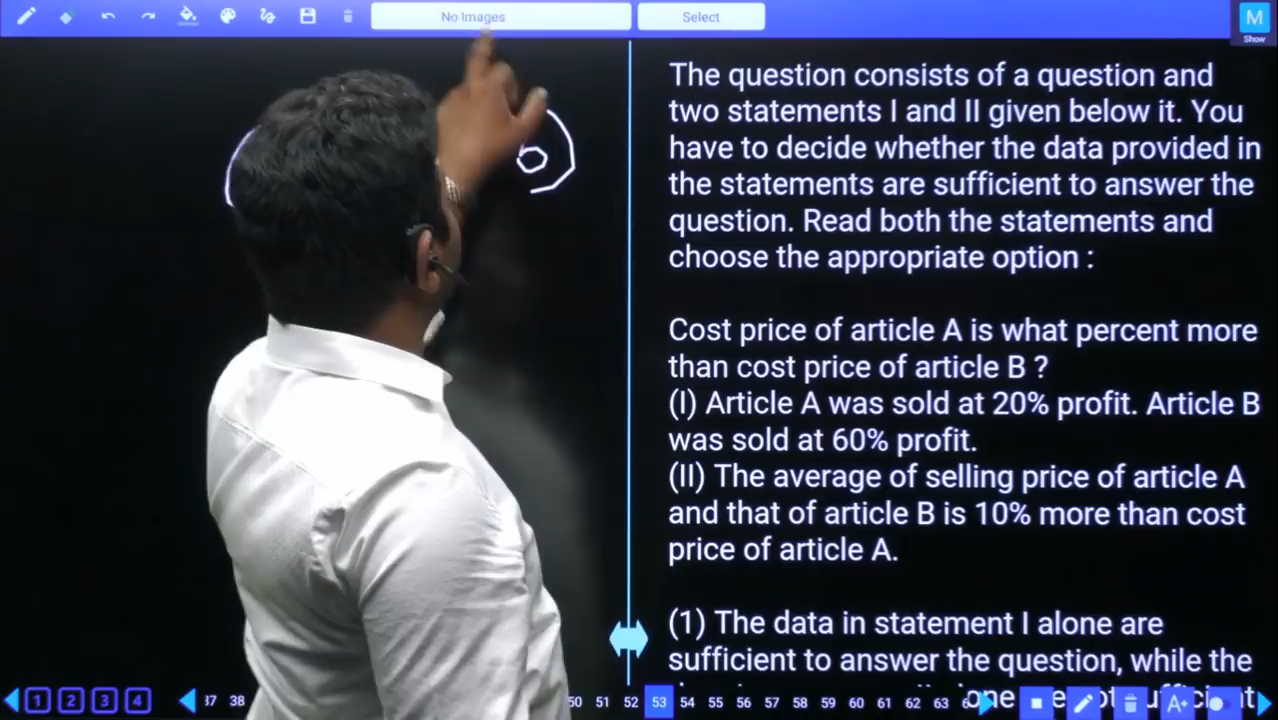 No Images
Select
M
Show
The question consists of a question and
two statements I and II given below it. You
have to decide whether the data provided in
the statements are sufficient to answer the
question. Read both the statements and
choose the appropriate option :
Cost price of article A is what percent more
than cost price of article B ?
(I) Article A was sold at 20% profit. Article B
was sold at 60% profit.
(II) The average of selling price of article A
and that of article B is 10% more than cost
price of article A.
(1) The data in statement I alone are
sufficient to answer the question, while the
1 2 3 4 37 38 50 51 52 53 54 55 56 57 58 59 60 61 62 63 A+